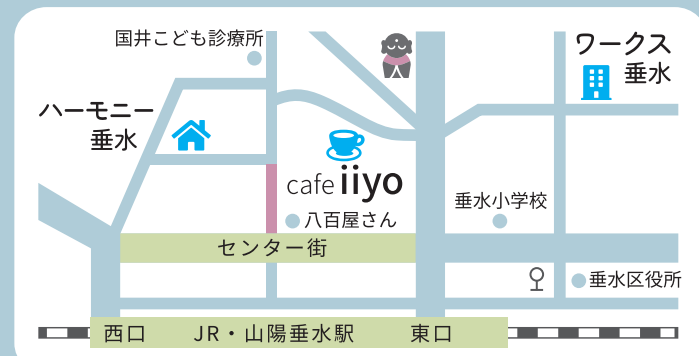 国井こども診療所
ワークス
垂水
ハーモニー
垂水
cafe iiyo
八百屋さん
垂水小学校
センター街
垂水区役所
西口
JR・山陽垂水駅
東口